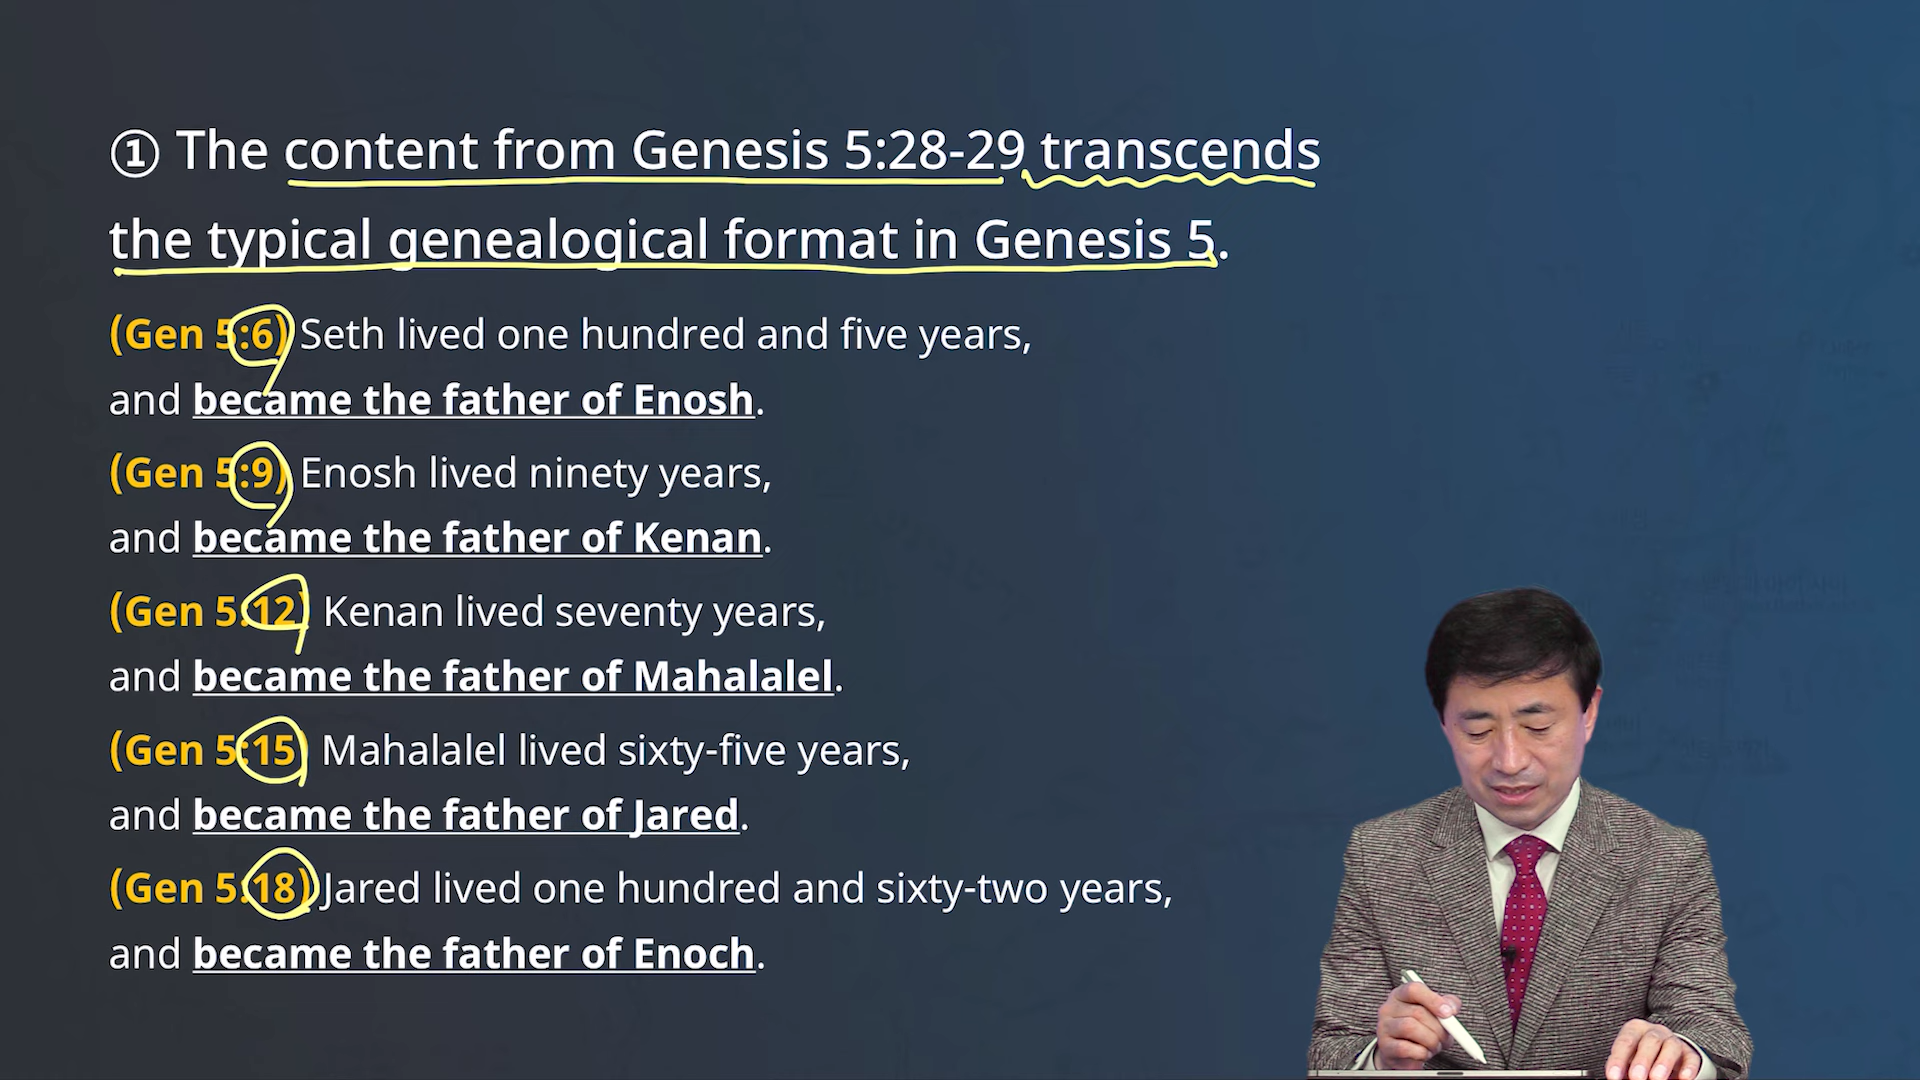 ① The content from Genesis 5:28-29 transcends
the typical genealogical format in Genesis 5.
(Gen 5:6) Seth lived one hundred and five years,
and became the father of Enosh.
(Gen 5:9) Enosh lived ninety years,
and became the father of Kenan.
(Gen 5:12) Kenan lived seventy years,
and became the father of Mahalalel.
(Gen 5:15) Mahalalel lived sixty-five years,
and became the father of Jared.
(Gen 5:18) Jared lived one hundred and sixty-two years,
and became the father of Enoch.